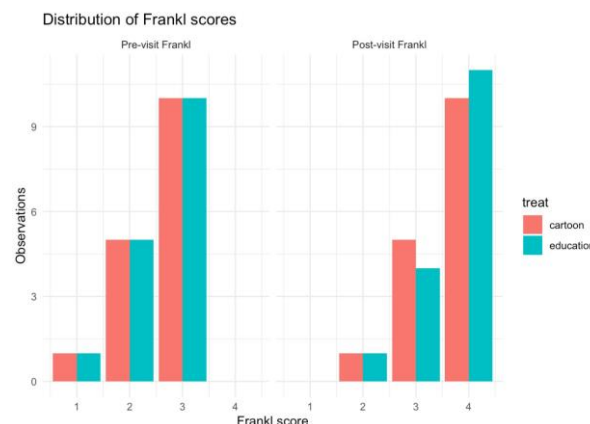 Distribution of Frankl scores
Pre-visit Frankl
Post-visit Frankl
9
6
3
0
Observations
1 2 3 4
1 2 3 4
Frankl score
treat
cartoon
education